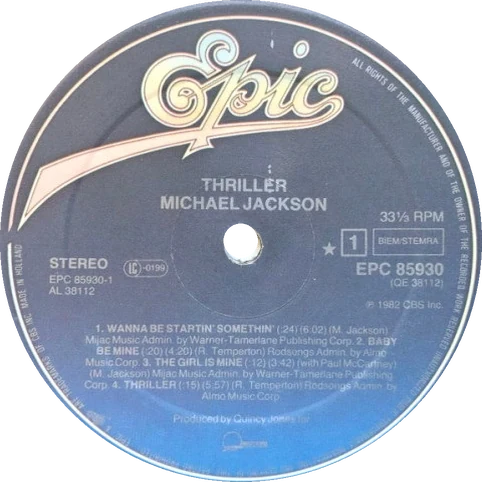 Epic
ALL RIGHTS OF THE MANUFACTURER AND OF THE OWNER OF THE RECORDED WORK RESERVED
THRILLER
MICHAEL JACKSON
33⅓ RPM
STEREO
LC-0199
★ 1 BIEM/STEMRA
EPC 85930-1
AL 38112
EPC 85930
(QE 38112)
℗ 1982 CBS Inc.
1. WANNA BE STARTIN' SOMETHIN' (:24) (6:02) (M. Jackson)
Mijac Music Admin. by Warner-Tamerlane Publishing Corp. 2. BABY
BE MINE (:20) (4:20) (R. Temperton) Rodsongs Admin. by Almo
Music Corp. 3. THE GIRL IS MINE (:12) (3:42) (with Paul McCartney)
(M. Jackson) Mijac Music Admin. by Warner-Tamerlane Publishing
Corp. 4. THRILLER (:15) (5:57) (R. Temperton) Rodsongs Admin. by
Almo Music Corp.
Produced by Quincy Jones for
MADE IN HOLLAND